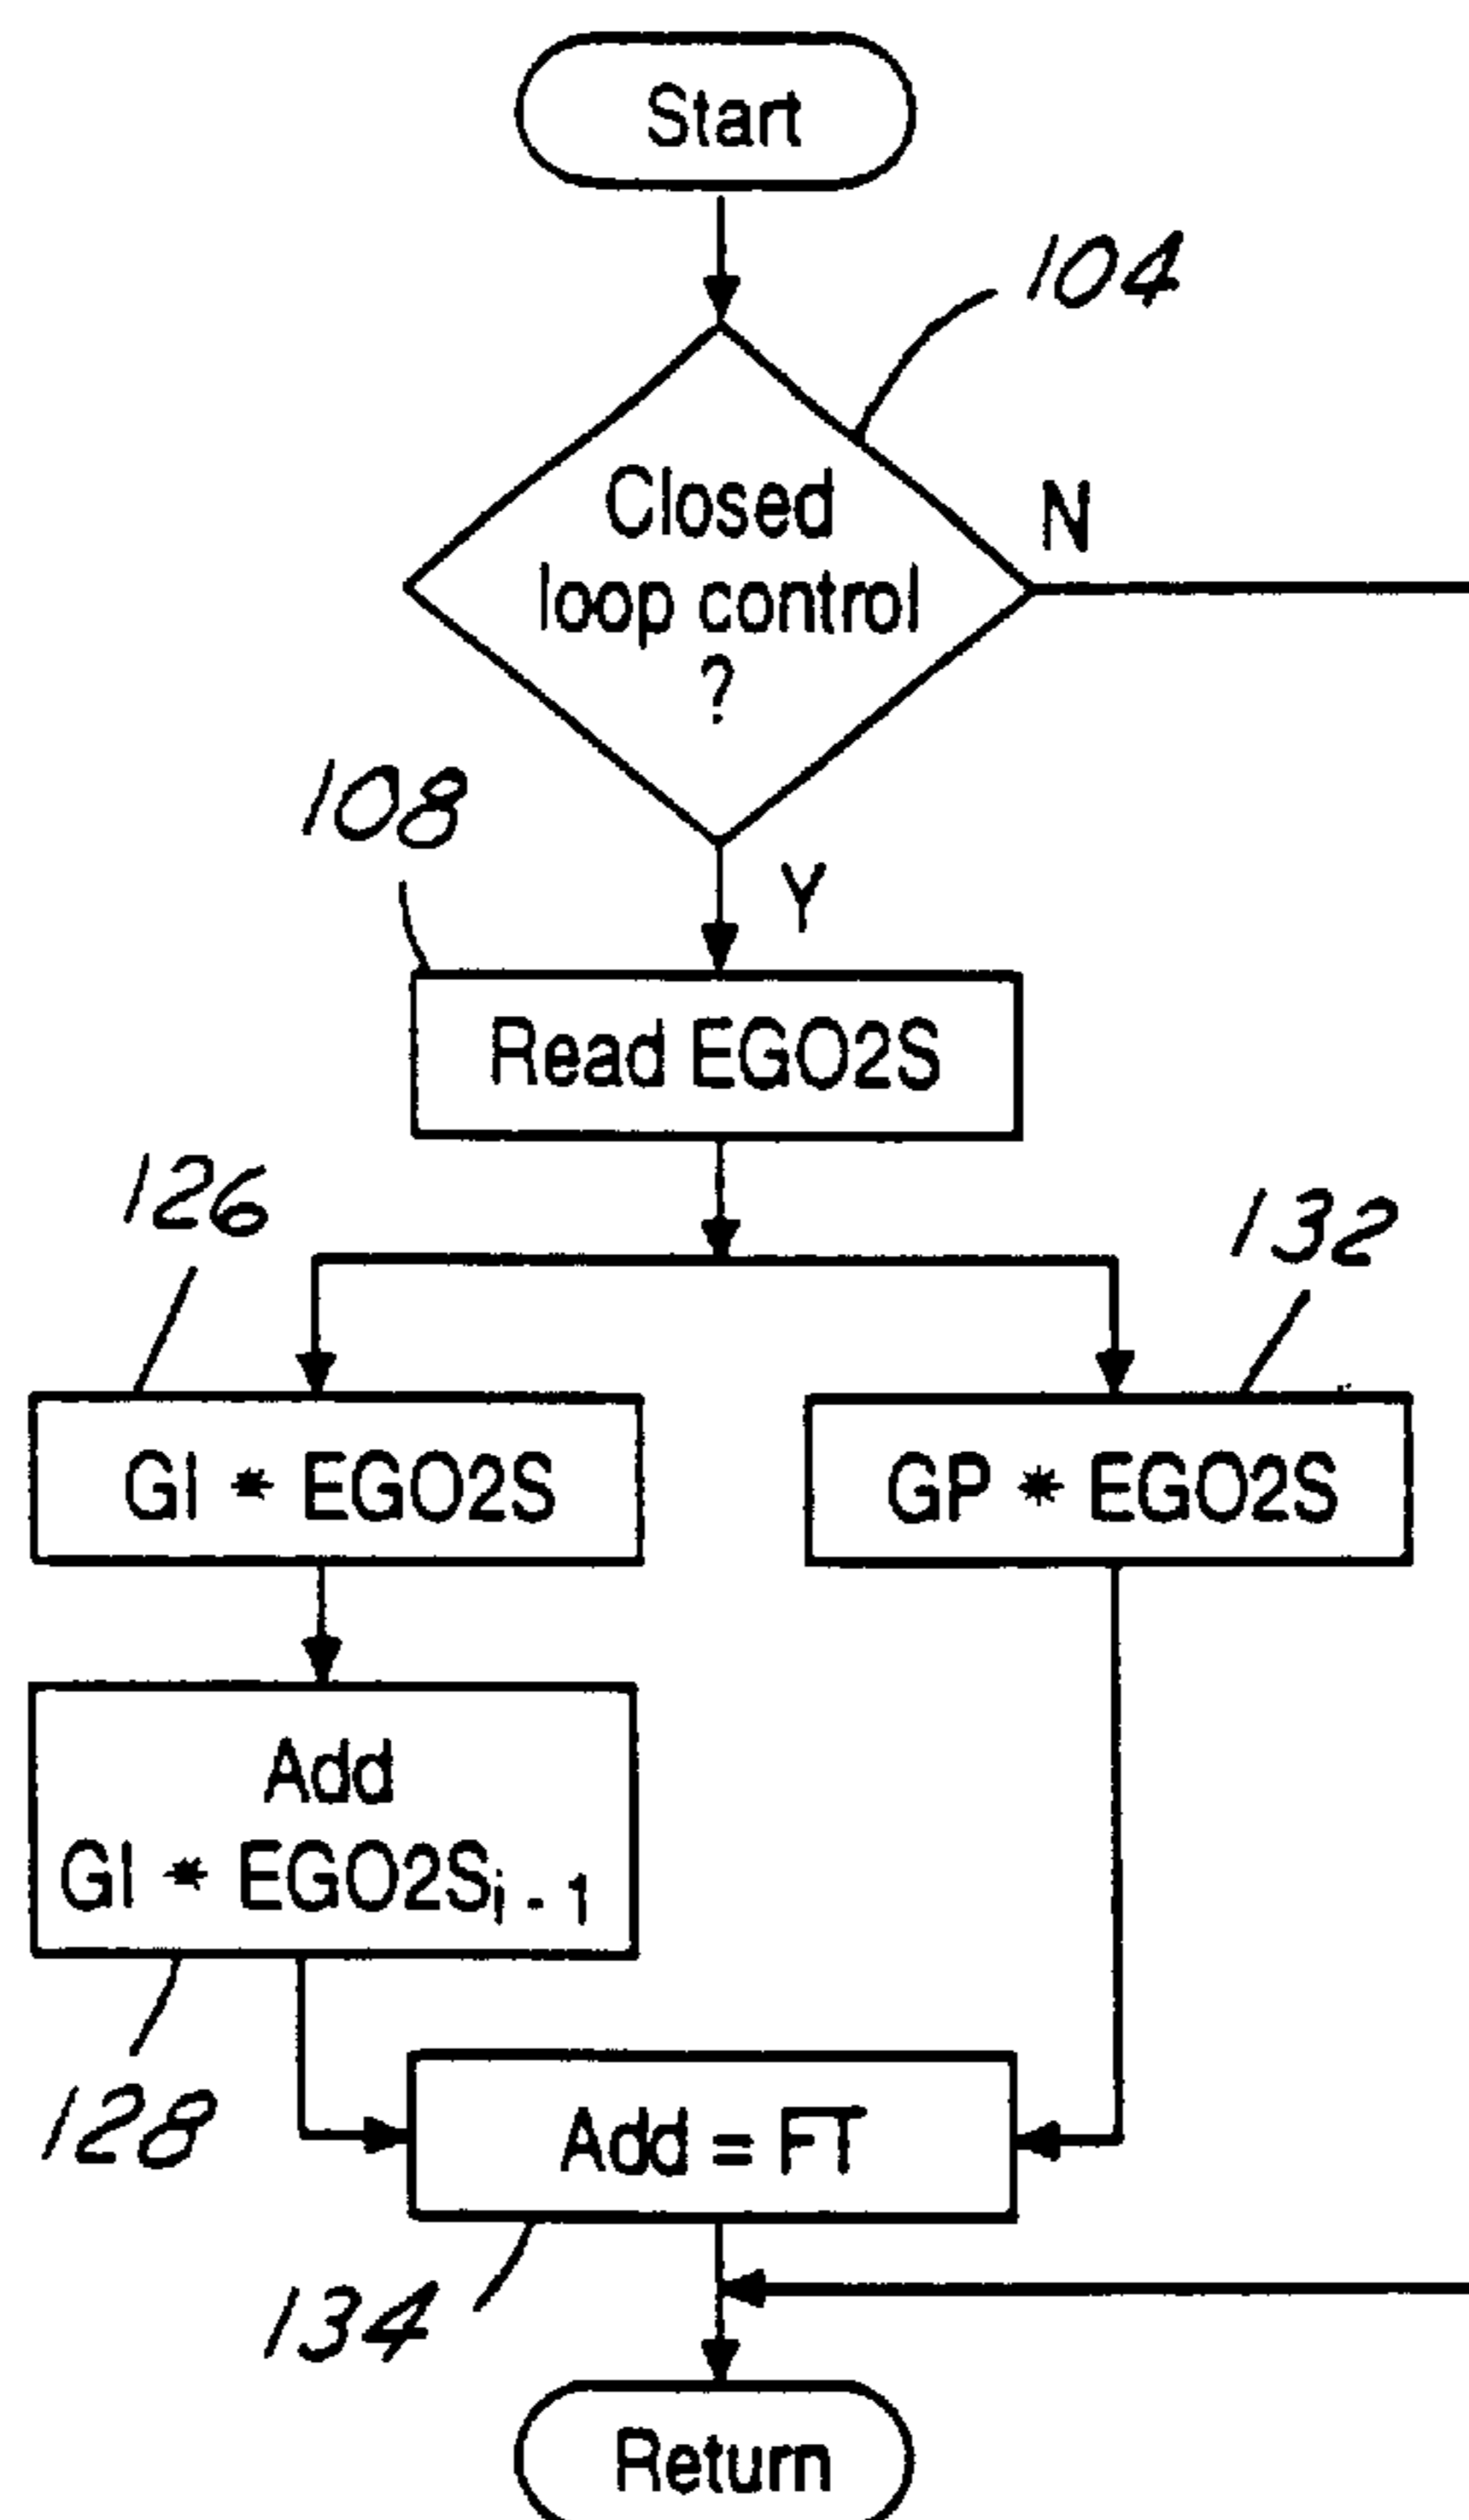 Start
104
Closed
loop control
?
N
108
Y
Read EGO2S
126
132
GI * EGO2S
GP * EGO2S
Add
GI * EGO2Si - 1
128
Add = FT
134
Return